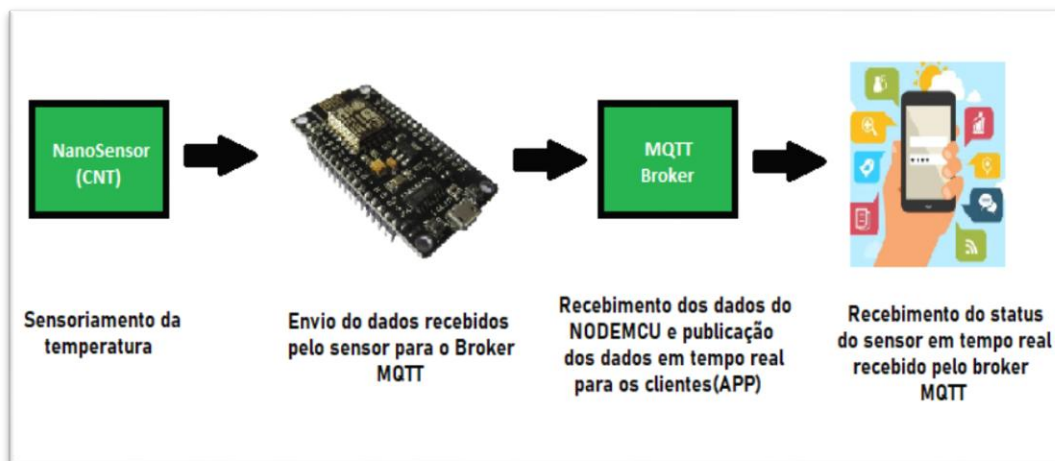 NanoSensor
(CNT)
MQTT
Broker
Sensoriamento da
temperatura
Envio do dados recebidos
pelo sensor para o Broker
MQTT
Recebimento dos dados do
NODEMCU e publicação
dos dados em tempo real
para os clientes(APP)
Recebimento do status
do sensor em tempo real
recebido pelo broker
MQTT